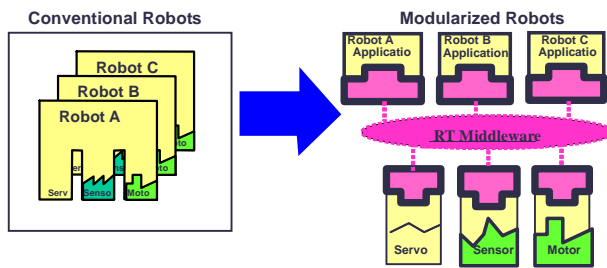 Conventional Robots
Robot C
Robot B
Robot A
Serv
Senso
Moto
Modularized Robots
Robot A
Applicatio
Robot B
Application
Robot C
Applicatio
RT Middleware
Servo
Sensor
Motor